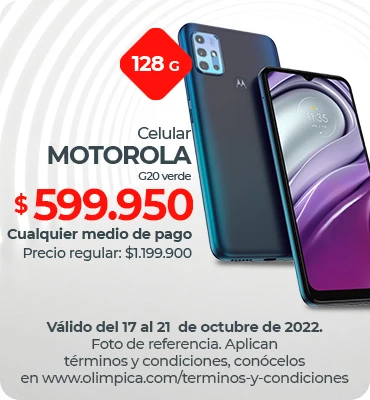 128 G
Celular
MOTOROLA
G20 verde
$ 599.950
Cualquier medio de pago
Precio regular: $1.199.900
Válido del 17 al 21 de octubre de 2022.
Foto de referencia. Aplican
términos y condiciones, conócelos
en www.olimpica.com/terminos-y-condiciones